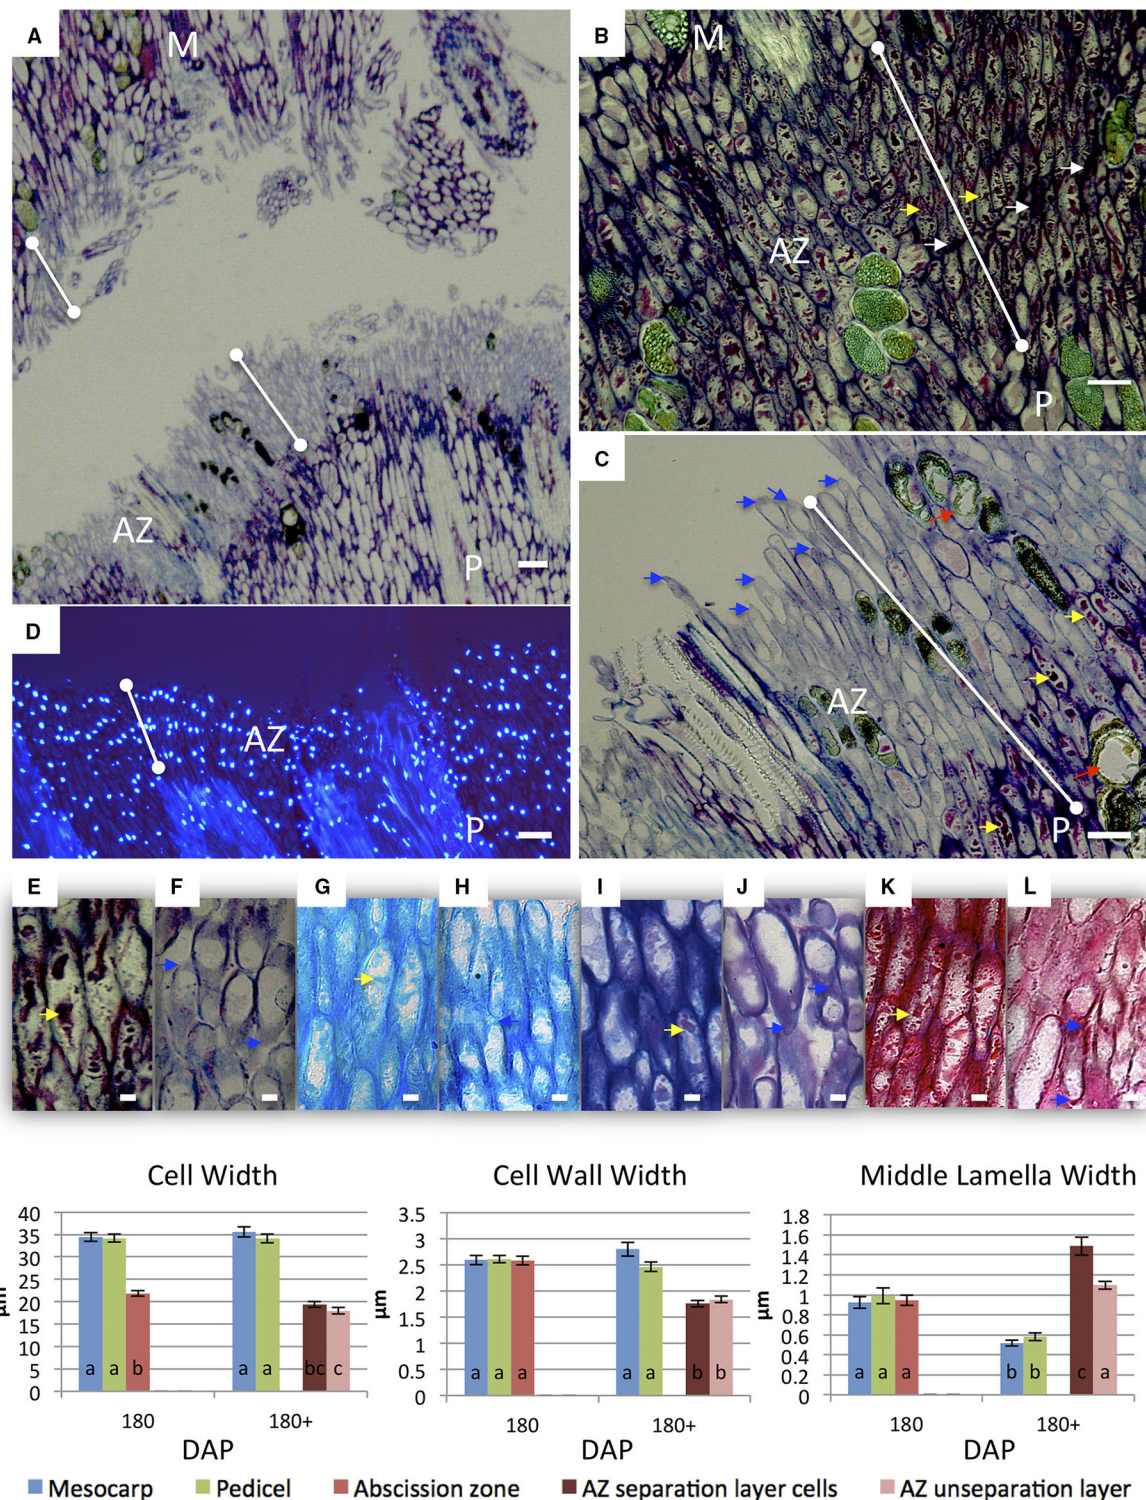 A
M
AZ
P
B
M
AZ
P
C
AZ
P
D
AZ
P
E F G H I J K L
Cell Width
40
35
30
25
20
15
10
5
0
μm
a a b a a bc c
180 180+
DAP
Cell Wall Width
3.5
3
2.5
2
1.5
1
0.5
0
μm
a a a a a b b
180 180+
DAP
Middle Lamella Width
1.8
1.6
1.4
1.2
1
0.8
0.6
0.4
0.2
0
μm
a a a b b c a
180 180+
DAP
Mesocarp Pedicel Abscission zone AZ separation layer cells AZ unseparation layer